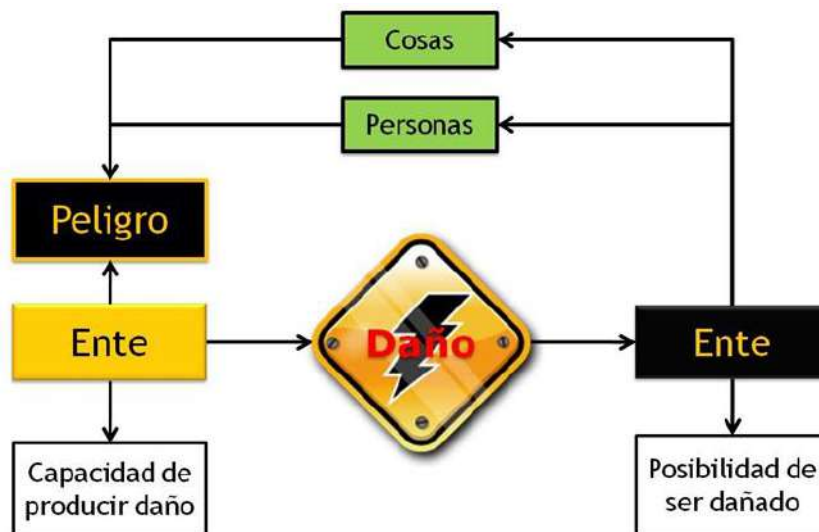 Cosas
Personas
Peligro
Ente
Daño
Ente
Capacidad de
producir daño
Posibilidad de
ser dañado